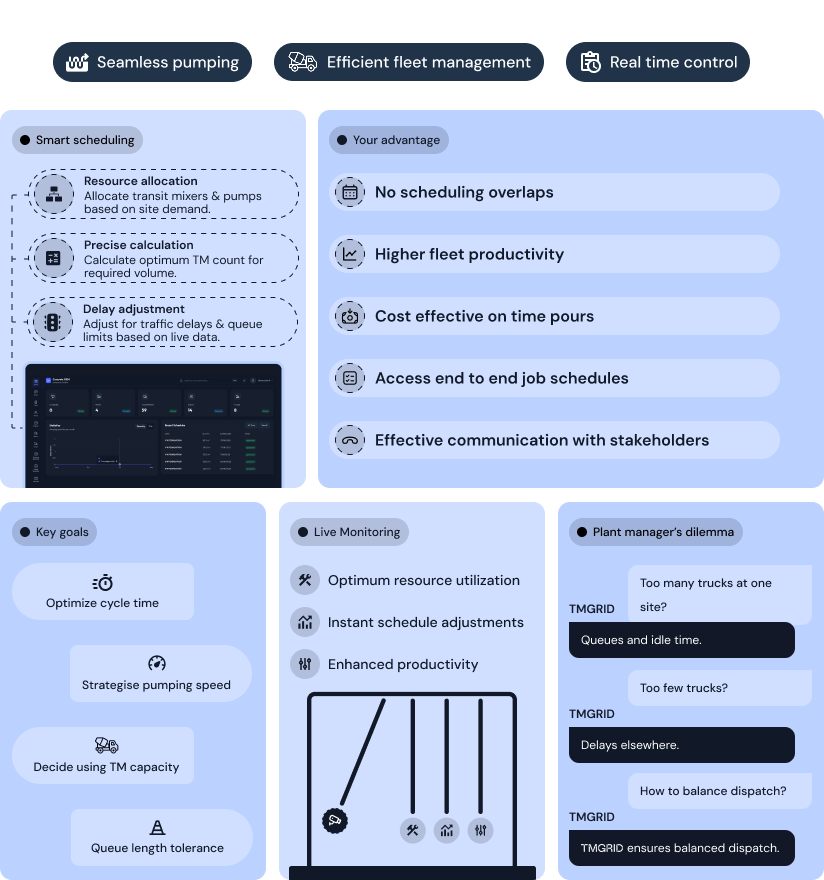 Seamless pumping
Efficient fleet management
Real time control
Smart scheduling
Resource allocation
Allocate transit mixers & pumps
based on site demand.
Precise calculation
Calculate optimum TM count for
required volume.
Delay adjustment
Adjust for traffic delays & queue
limits based on live data.
Your advantage
No scheduling overlaps
Higher fleet productivity
Cost effective on time pours
Access end to end job schedules
Effective communication with stakeholders
Key goals
Optimize cycle time
Strategise pumping speed
Decide using TM capacity
Queue length tolerance
Live Monitoring
Optimum resource utilization
Instant schedule adjustments
Enhanced productivity
Plant manager’s dilemma
Too many trucks at one
site?
TMGRID
Queues and idle time.
Too few trucks?
TMGRID
Delays elsewhere.
How to balance dispatch?
TMGRID
TMGRID ensures balanced dispatch.